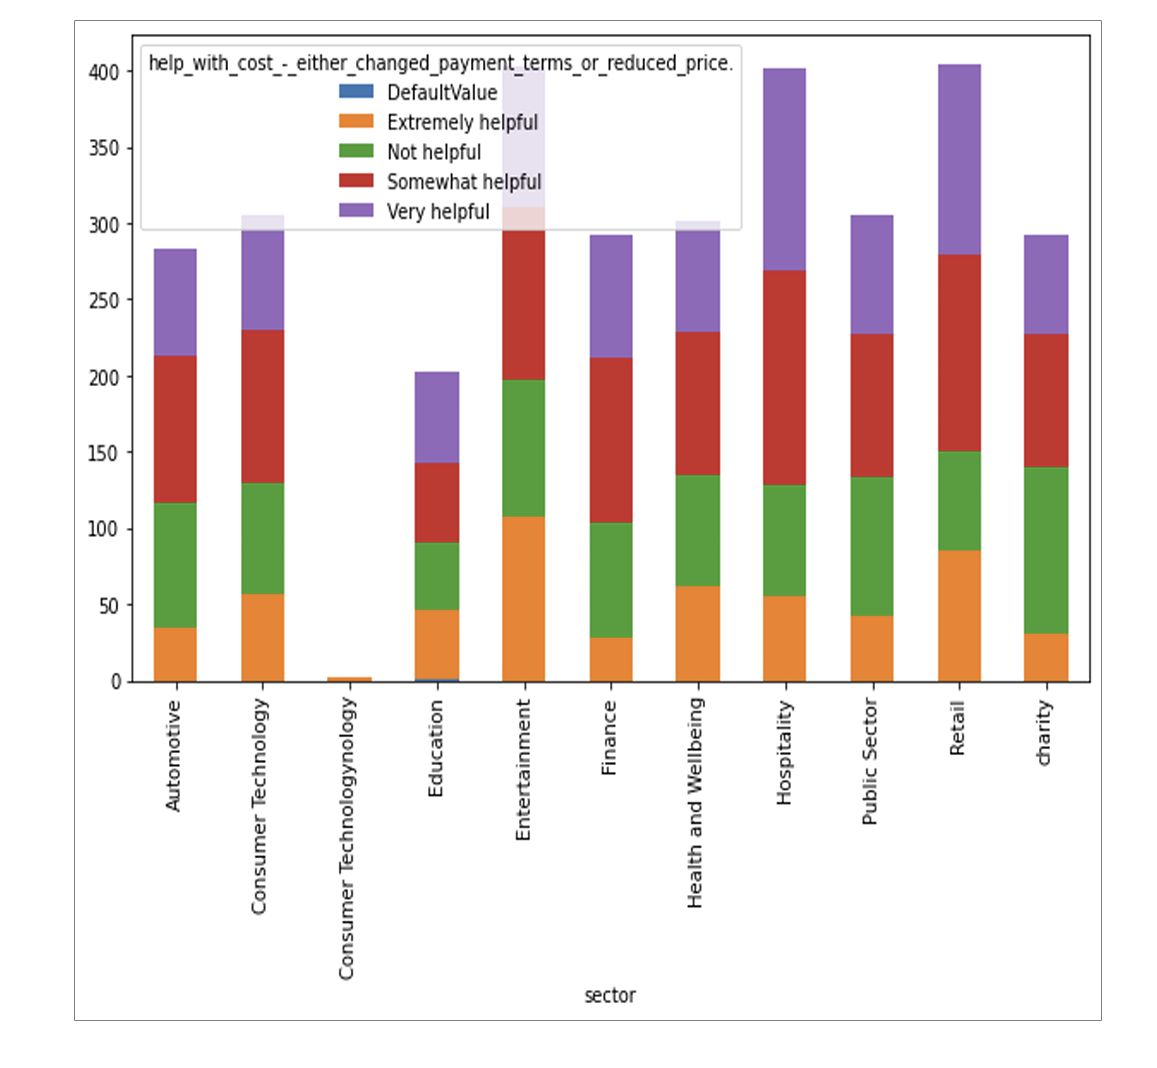 help_with_cost_-_either_changed_payment_terms_or_reduced_price.
DefaultValue
Extremely helpful
Not helpful
Somewhat helpful
Very helpful
400
350
300
250
200
150
100
50
0
Automotive
Consumer Technology
Consumer Technologynology
Education
Entertainment
Finance
Health and Wellbeing
Hospitality
Public Sector
Retail
charity
sector